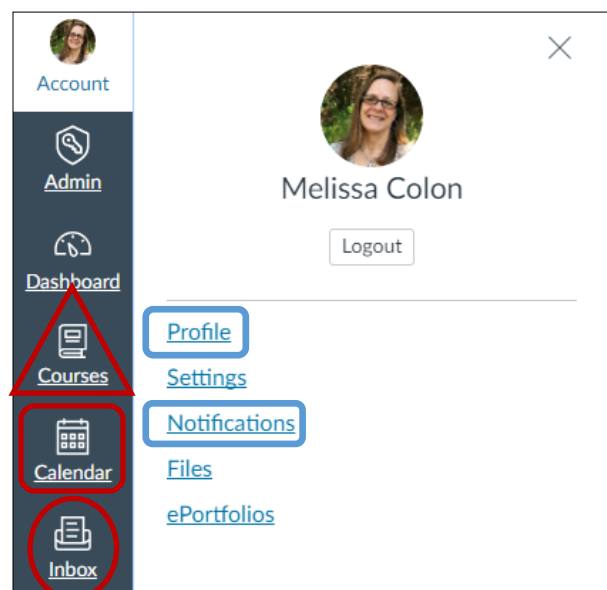 Account
Admin
Dashboard
Courses
Calendar
Inbox
Melissa Colon
Logout
Profile
Settings
Notifications
Files
ePortfolios